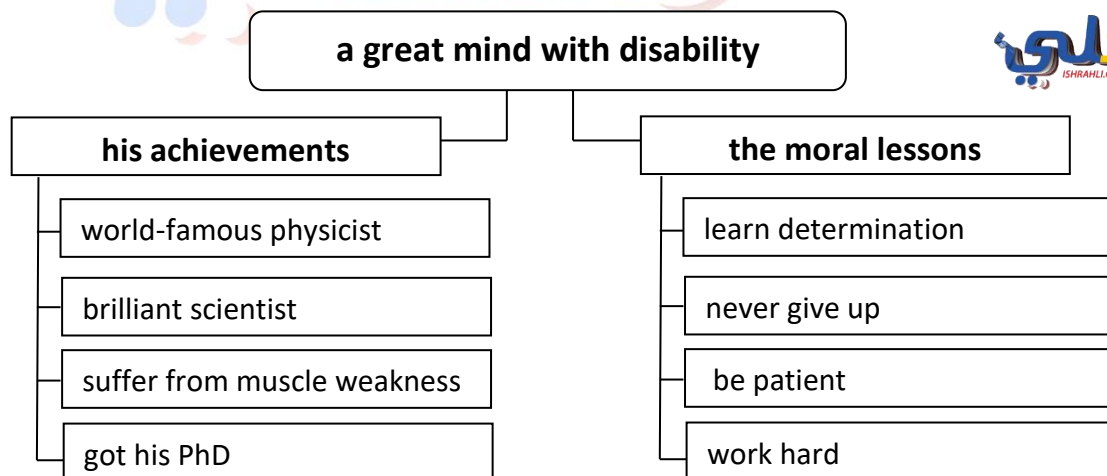 a great mind with disability
ISHRAHLI.
his achievements
the moral lessons
world-famous physicist
brilliant scientist
suffer from muscle weakness
got his PhD
learn determination
never give up
be patient
work hard